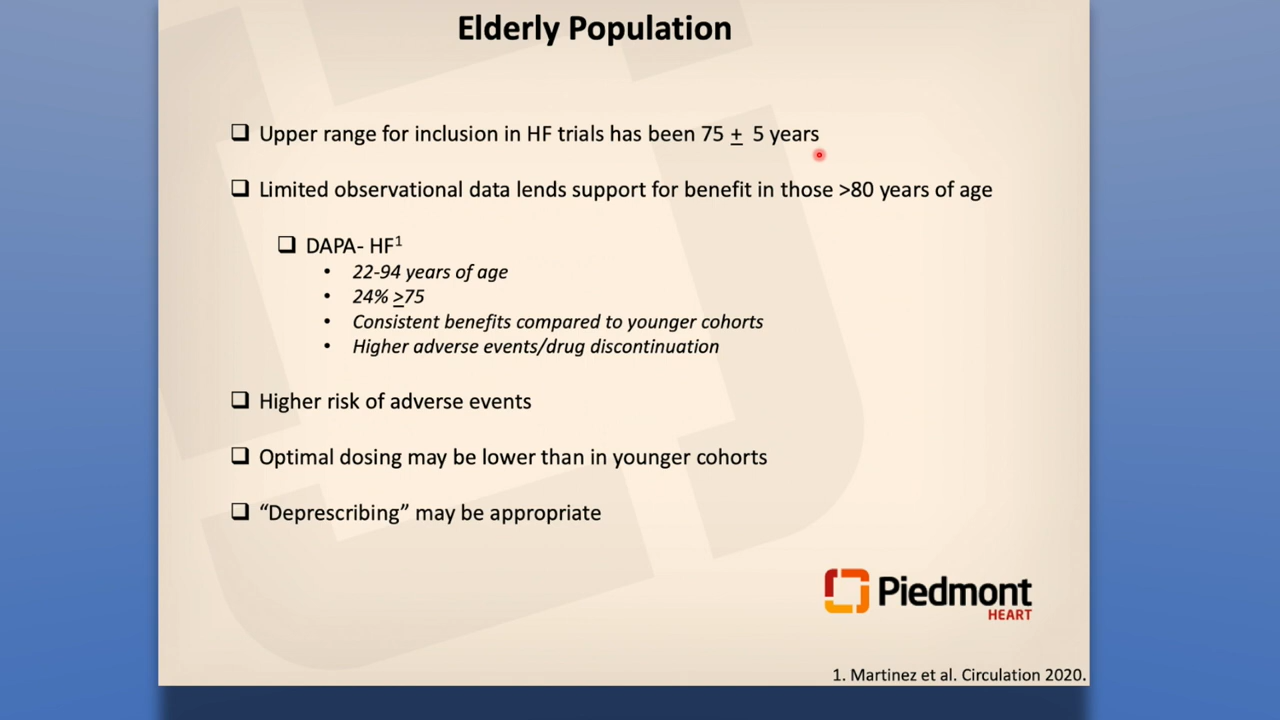 Elderly Population
❑ Upper range for inclusion in HF trials has been 75 ± 5 years
❑ Limited observational data lends support for benefit in those >80 years of age
❑ DAPA- HF¹
• 22-94 years of age
• 24% ≥75
• Consistent benefits compared to younger cohorts
• Higher adverse events/drug discontinuation
❑ Higher risk of adverse events
❑ Optimal dosing may be lower than in younger cohorts
❑ “Deprescribing” may be appropriate
Piedmont
HEART
1. Martinez et al. Circulation 2020.